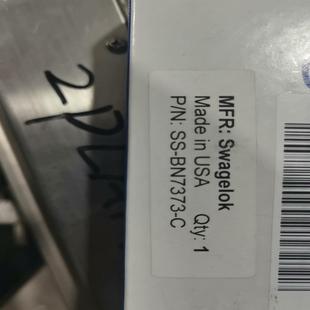 MFR: Swagelok
Made in USA Qty: 1
P/N: SS-BN7373-C